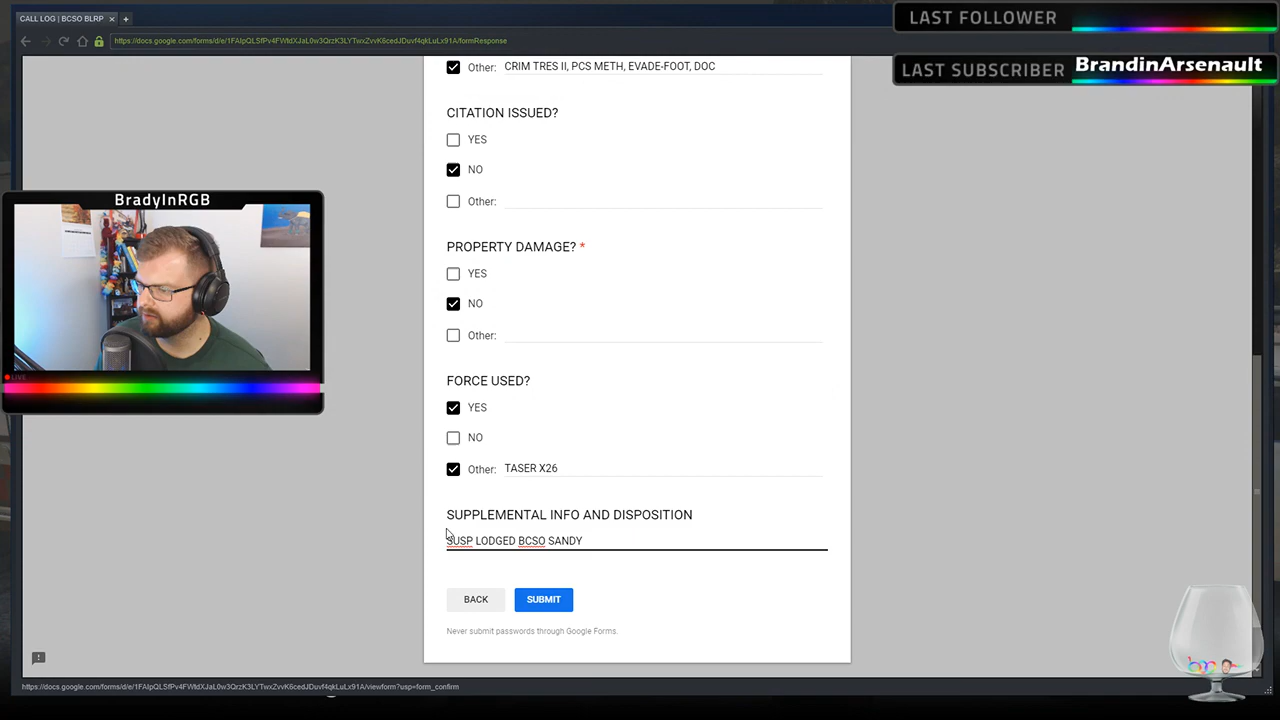 CALL LOG | BCSO BLRP
LAST FOLLOWER
https://docs.google.com/forms/d/e/1FAIpQLSfPv4FWtdXJaL0w3QrzK3LYTwxZvvK6cedJDuvf4qkLuLx91A/formResponse
LAST SUBSCRIBER BrandinArsenault
Other: CRIM TRES II, PCS METH, EVADE-FOOT, DOC
CITATION ISSUED?
YES
NO
Other:
BradyInRGB
LIVE
PROPERTY DAMAGE? *
YES
NO
Other:
FORCE USED?
YES
NO
Other: TASER X26
SUPPLEMENTAL INFO AND DISPOSITION
SUSP LODGED BCSO SANDY
BACK
SUBMIT
Never submit passwords through Google Forms.
https://docs.google.com/forms/d/e/1FAIpQLSfPv4FWtdXJaL0w3QrzK3LYTwxZvvK6cedJDuvf4qkLuLx91A/viewform?usp=form_confirm